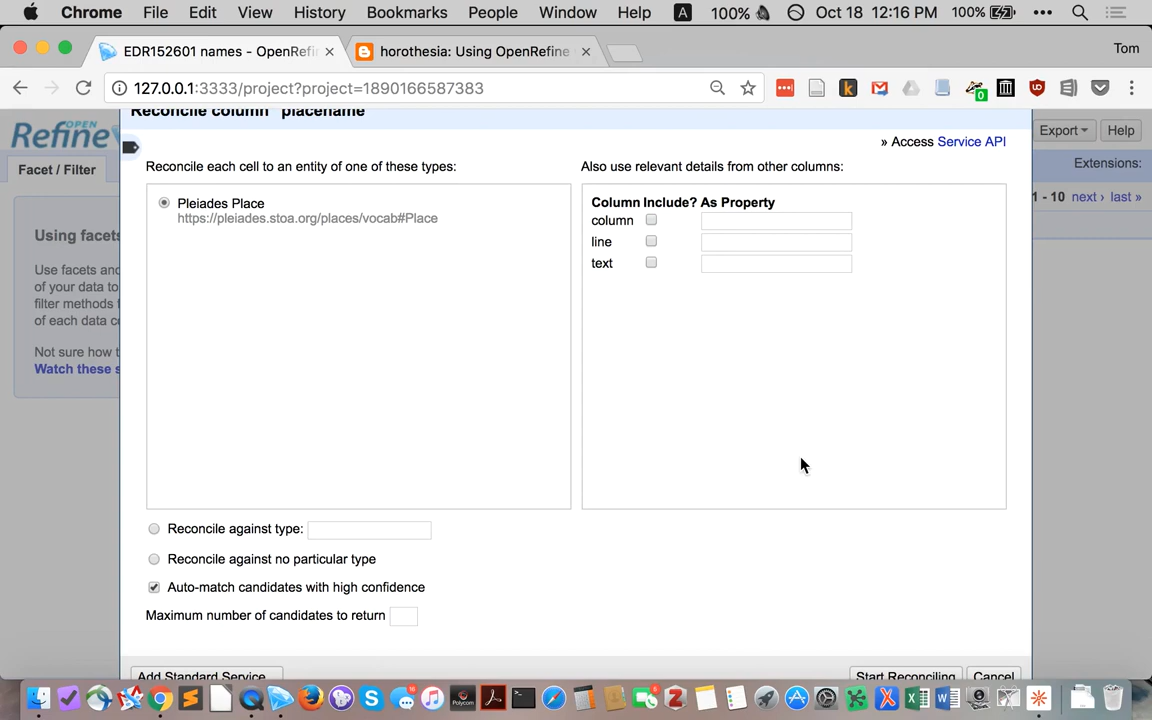 Chrome File Edit View History Bookmarks People Window Help A 100% Oct 18 12:16 PM 100%
EDR152601 names - OpenRefi
horothesia: Using OpenRefine
Tom
127.0.0.1:3333/project?project=1890166587383
OPEN
Refine
Export
Help
Reconcile column "placename"
» Access Service API
Facet / Filter
Extensions:
Reconcile each cell to an entity of one of these types:
Also use relevant details from other columns:
1 - 10 next › last »
Pleiades Place
https://pleiades.stoa.org/places/vocab#Place
Column Include? As Property
column
line
text
Using facets
Use facets and
of your data to
filter methods
of each data ce
Not sure how t
Watch these s
Reconcile against type:
Reconcile against no particular type
Auto-match candidates with high confidence
Maximum number of candidates to return
Add Standard Service
Start Reconciling
Cancel